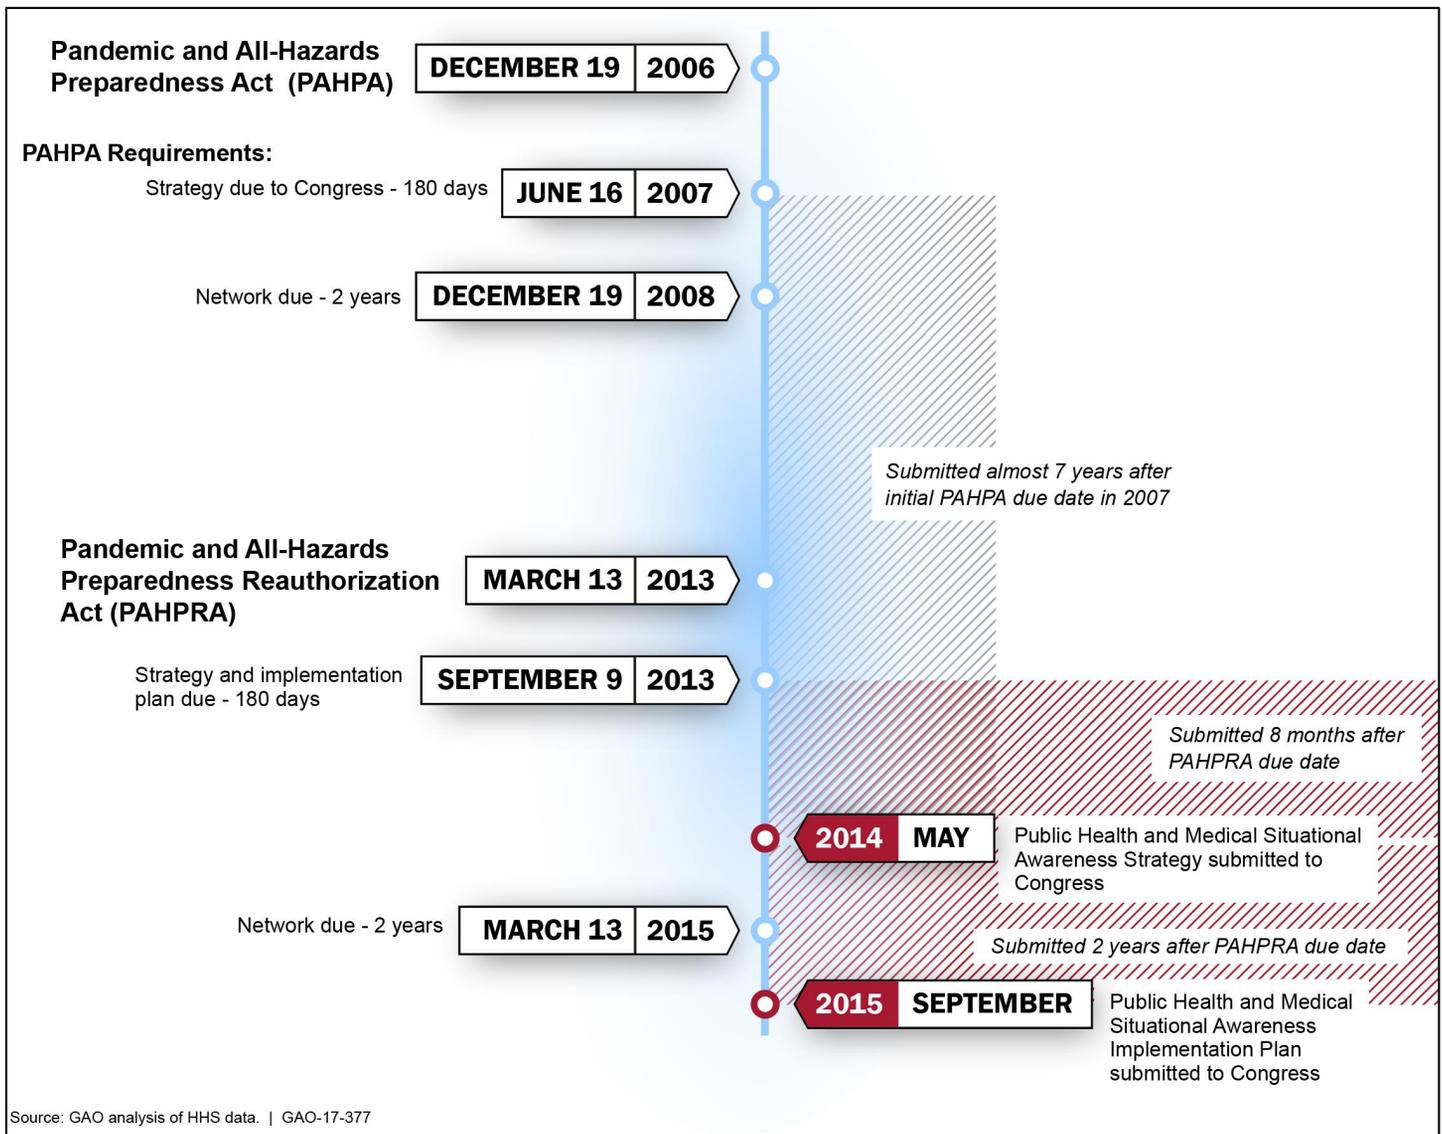 Pandemic and All-Hazards
Preparedness Act (PAHPA)
DECEMBER 19 2006
PAHPA Requirements:
Strategy due to Congress - 180 days
JUNE 16 2007
Network due - 2 years
DECEMBER 19 2008
Submitted almost 7 years after
initial PAHPA due date in 2007
Pandemic and All-Hazards
Preparedness Reauthorization
Act (PAHPRA)
MARCH 13 2013
Strategy and implementation
plan due - 180 days
SEPTEMBER 9 2013
Submitted 8 months after
PAHPRA due date
2014 MAY
Public Health and Medical Situational
Awareness Strategy submitted to
Congress
Network due - 2 years
MARCH 13 2015
Submitted 2 years after PAHPRA due date
2015 SEPTEMBER
Public Health and Medical
Situational Awareness
Implementation Plan
submitted to Congress
Source: GAO analysis of HHS data. | GAO-17-377